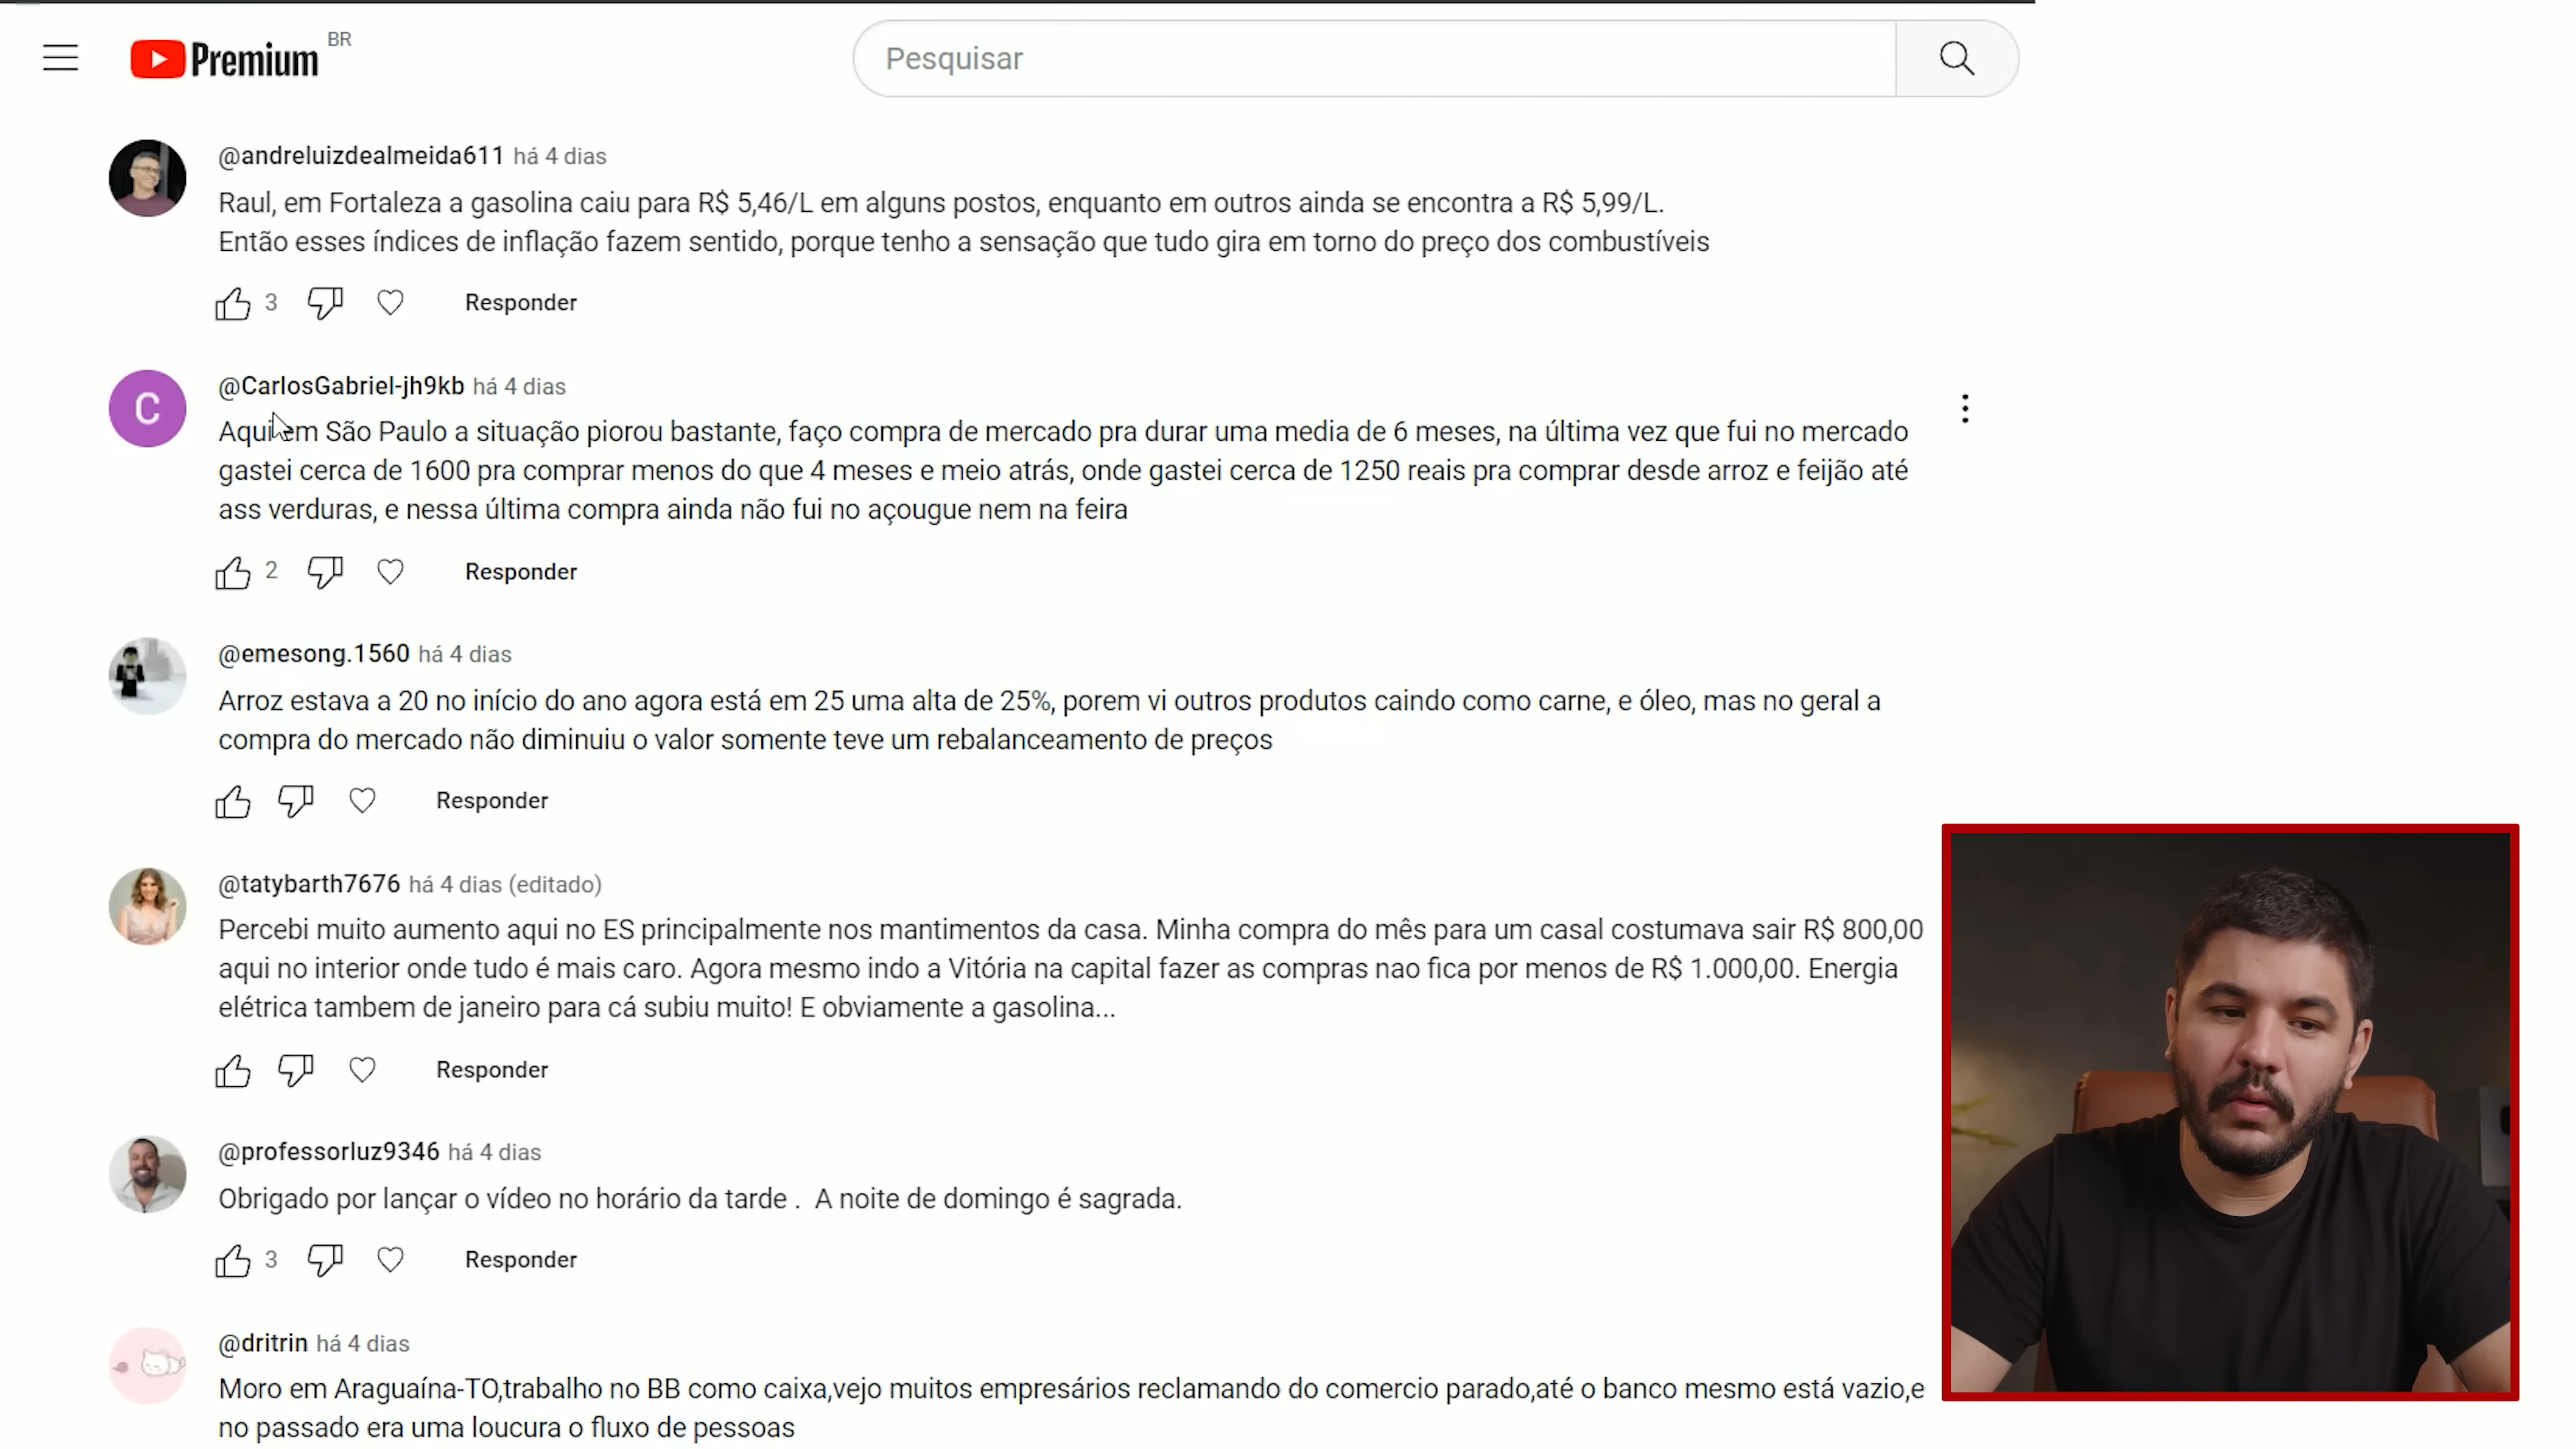 Premium BR
Pesquisar
@andreluizdealmeida611 há 4 dias
Raul, em Fortaleza a gasolina caiu para R$ 5,46/L em alguns postos, enquanto em outros ainda se encontra a R$ 5,99/L.
Então esses índices de inflação fazem sentido, porque tenho a sensação que tudo gira em torno do preço dos combustíveis
3 Responder
C
@CarlosGabriel-jh9kb há 4 dias
Aqui em São Paulo a situação piorou bastante, faço compra de mercado pra durar uma media de 6 meses, na última vez que fui no mercado
gastei cerca de 1600 pra comprar menos do que 4 meses e meio atrás, onde gastei cerca de 1250 reais pra comprar desde arroz e feijão até
ass verduras, e nessa última compra ainda não fui no açougue nem na feira
2 Responder
@emesong.1560 há 4 dias
Arroz estava a 20 no início do ano agora está em 25 uma alta de 25%, porem vi outros produtos caindo como carne, e óleo, mas no geral a
compra do mercado não diminuiu o valor somente teve um rebalanceamento de preços
Responder
@tatybarth7676 há 4 dias (editado)
Percebi muito aumento aqui no ES principalmente nos mantimentos da casa. Minha compra do mês para um casal costumava sair R$ 800,00
aqui no interior onde tudo é mais caro. Agora mesmo indo a Vitória na capital fazer as compras nao fica por menos de R$ 1.000,00. Energia
elétrica tambem de janeiro para cá subiu muito! E obviamente a gasolina...
Responder
@professorluz9346 há 4 dias
Obrigado por lançar o vídeo no horário da tarde .  A noite de domingo é sagrada.
3 Responder
@dritrin há 4 dias
Moro em Araguaína-TO,trabalho no BB como caixa,vejo muitos empresários reclamando do comercio parado,até o banco mesmo está vazio,e
no passado era uma loucura o fluxo de pessoas